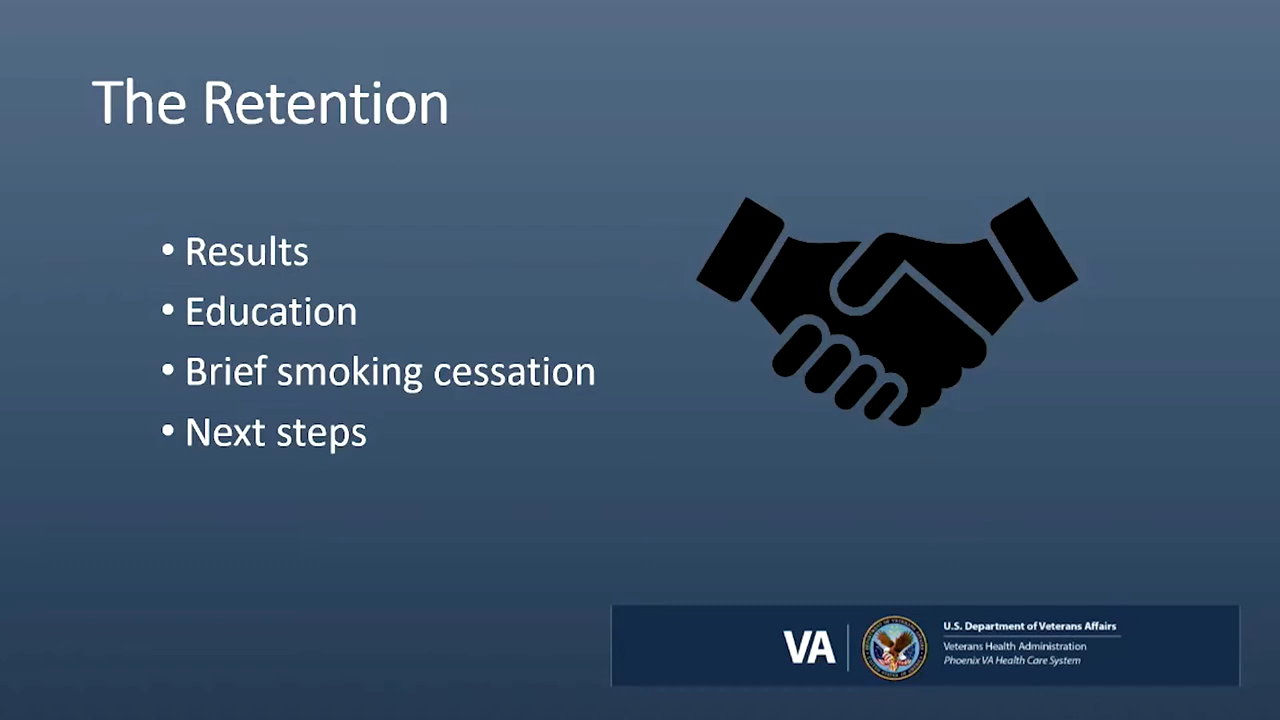 The Retention
• Results
• Education
• Brief smoking cessation
• Next steps
VA
U.S. Department of Veterans Affairs
Veterans Health Administration
Phoenix VA Health Care System